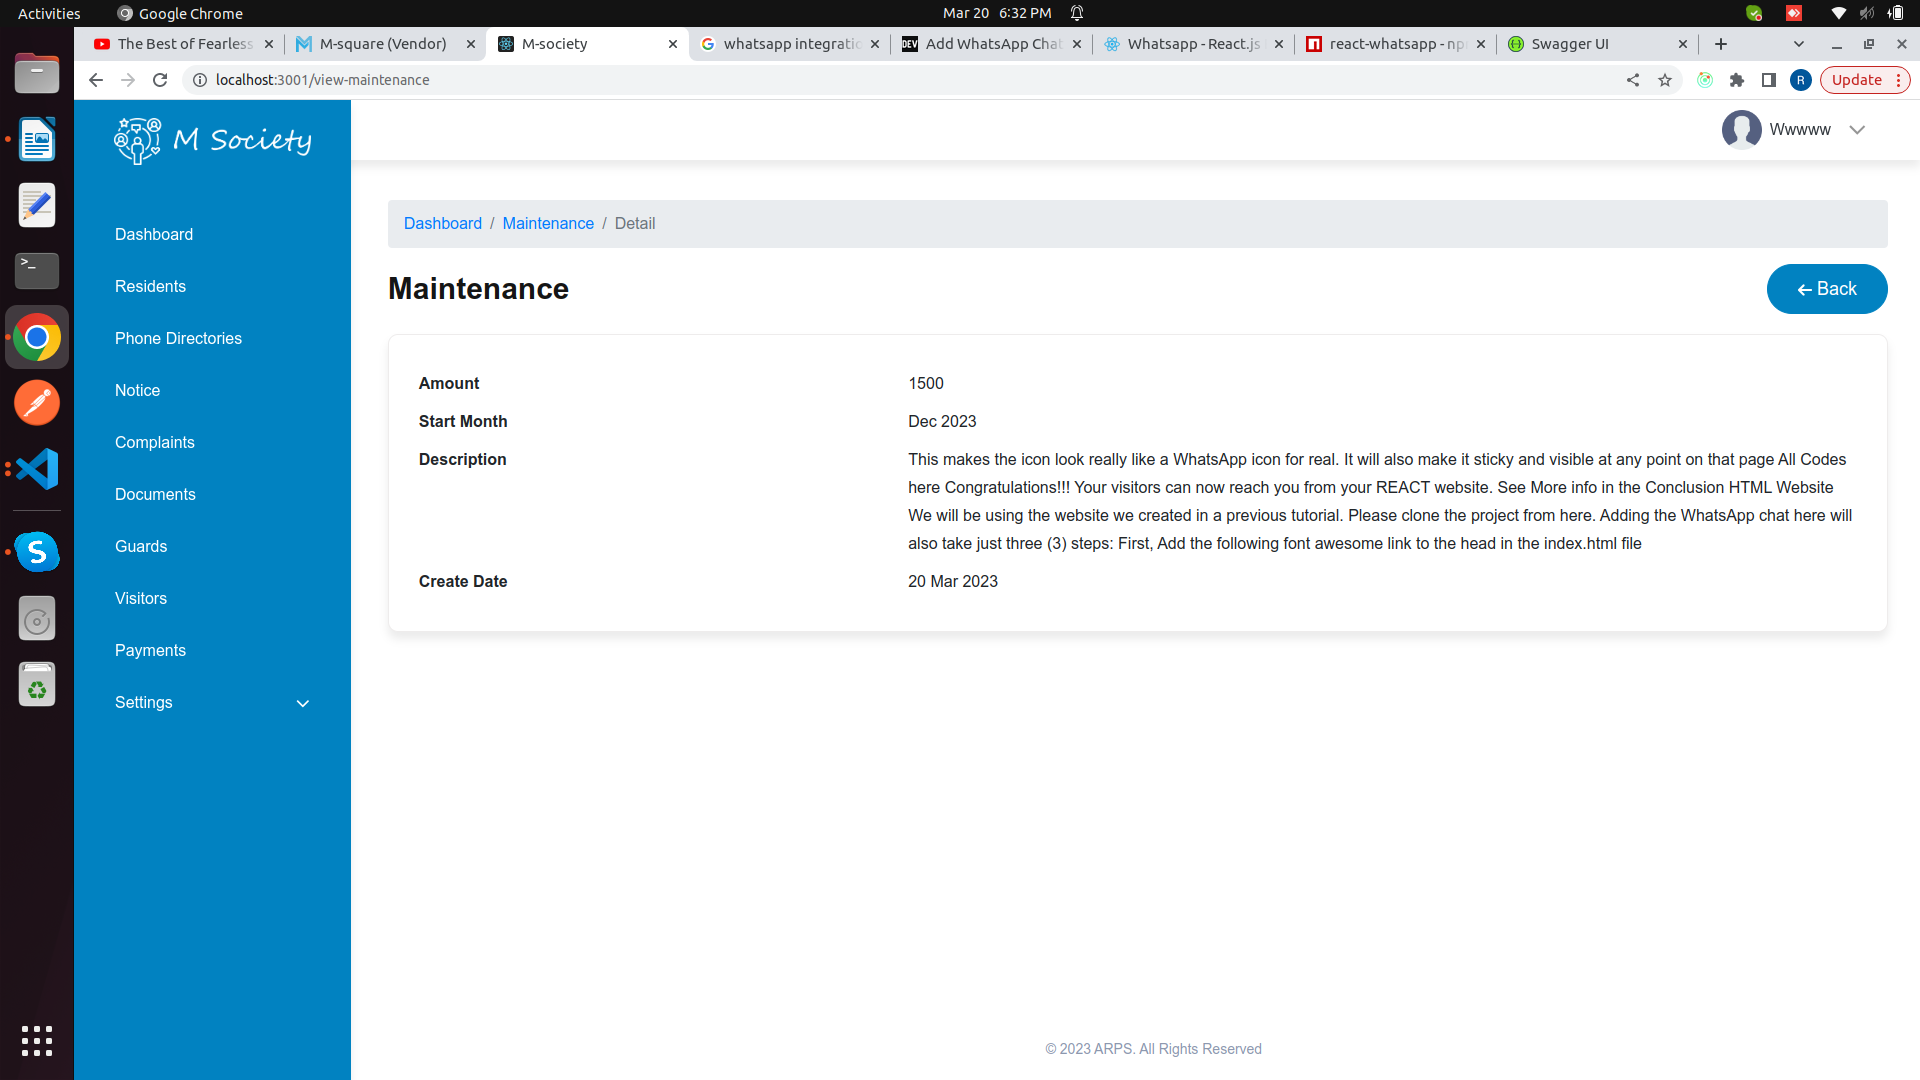 Activities
Google Chrome
Mar 20 6:32 PM
The Best of Fearless
M-square (Vendor)
M-society
whatsapp integratio
DEV
Add WhatsApp Chat
Whatsapp - React.js
react-whatsapp - np
Swagger UI
localhost:3001/view-maintenance
R
Update
M Society
Wwwww
Dashboard
Residents
Phone Directories
Notice
Complaints
Documents
Guards
Visitors
Payments
Settings
Dashboard / Maintenance / Detail
Maintenance
Back
Amount 1500
Start Month Dec 2023
Description This makes the icon look really like a WhatsApp icon for real. It will also make it sticky and visible at any point on that page All Codes
here Congratulations!!! Your visitors can now reach you from your REACT website. See More info in the Conclusion HTML Website
We will be using the website we created in a previous tutorial. Please clone the project from here. Adding the WhatsApp chat here will
also take just three (3) steps: First, Add the following font awesome link to the head in the index.html file
Create Date 20 Mar 2023
© 2023 ARPS. All Rights Reserved